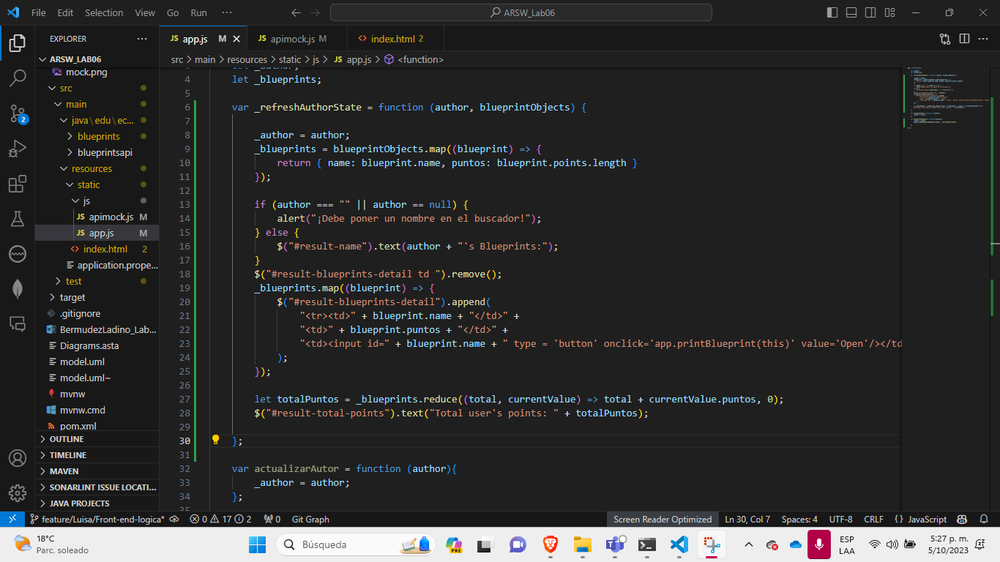 File Edit Selection View Go Run ··· ARSW_Lab06
EXPLORER ···
ARSW_LAB06
mock.png
src
main
java\edu\ec...
blueprints
blueprintsapi
resources
static
js
JS apimock.js M
JS app.js M
<> index.html 2
application.prope...
test
target
.gitignore
BermudezLadino_Lab...
Diagrams.asta
model.uml
model.uml~
mvnw
mvnw.cmd
pom.xml
OUTLINE
TIMELINE
MAVEN
SONARLINT ISSUE LOCATI...
JAVA PROJECTS
2
JS app.js M JS apimock.js M <> index.html 2
src > main > resources > static > js > JS app.js > <function>
4 let _blueprints;
5
6 var _refreshAuthorState = function (author, blueprintObjects) {
7
8 _author = author;
9 _blueprints = blueprintObjects.map((blueprint) => {
10 return { name: blueprint.name, puntos: blueprint.points.length }
11 });
12
13 if (author === "" || author == null) {
14 alert("¡Debe poner un nombre en el buscador!");
15 } else {
16 $("#result-name").text(author + "'s Blueprints:");
17 }
18 $("#result-blueprints-detail td ").remove();
19 _blueprints.map((blueprint) => {
20 $("#result-blueprints-detail").append(
21 "<tr><td>" + blueprint.name + "</td>" +
22 "<td>" + blueprint.puntos + "</td>" +
23 "<td><input id=" + blueprint.name + " type = 'button' onclick='app.printBlueprint(this)' value='Open'/></td
24 );
25 });
26
27 let totalPuntos = _blueprints.reduce((total, currentValue) => total + currentValue.puntos, 0);
28 $("#result-total-points").text("Total user's points: " + totalPuntos);
29
30 };
31
32 var actualizarAutor = function (author){
33 _author = author;
34 };
feature/Luisa/Front-end-logica* 0 17 2 0 Git Graph Screen Reader Optimized Ln 30, Col 7 Spaces: 4 UTF-8 CRLF {} JavaScript
18°C
Parc. soleado
Búsqueda
PRE
ESP
LAA
5:27 p. m.
5/10/2023